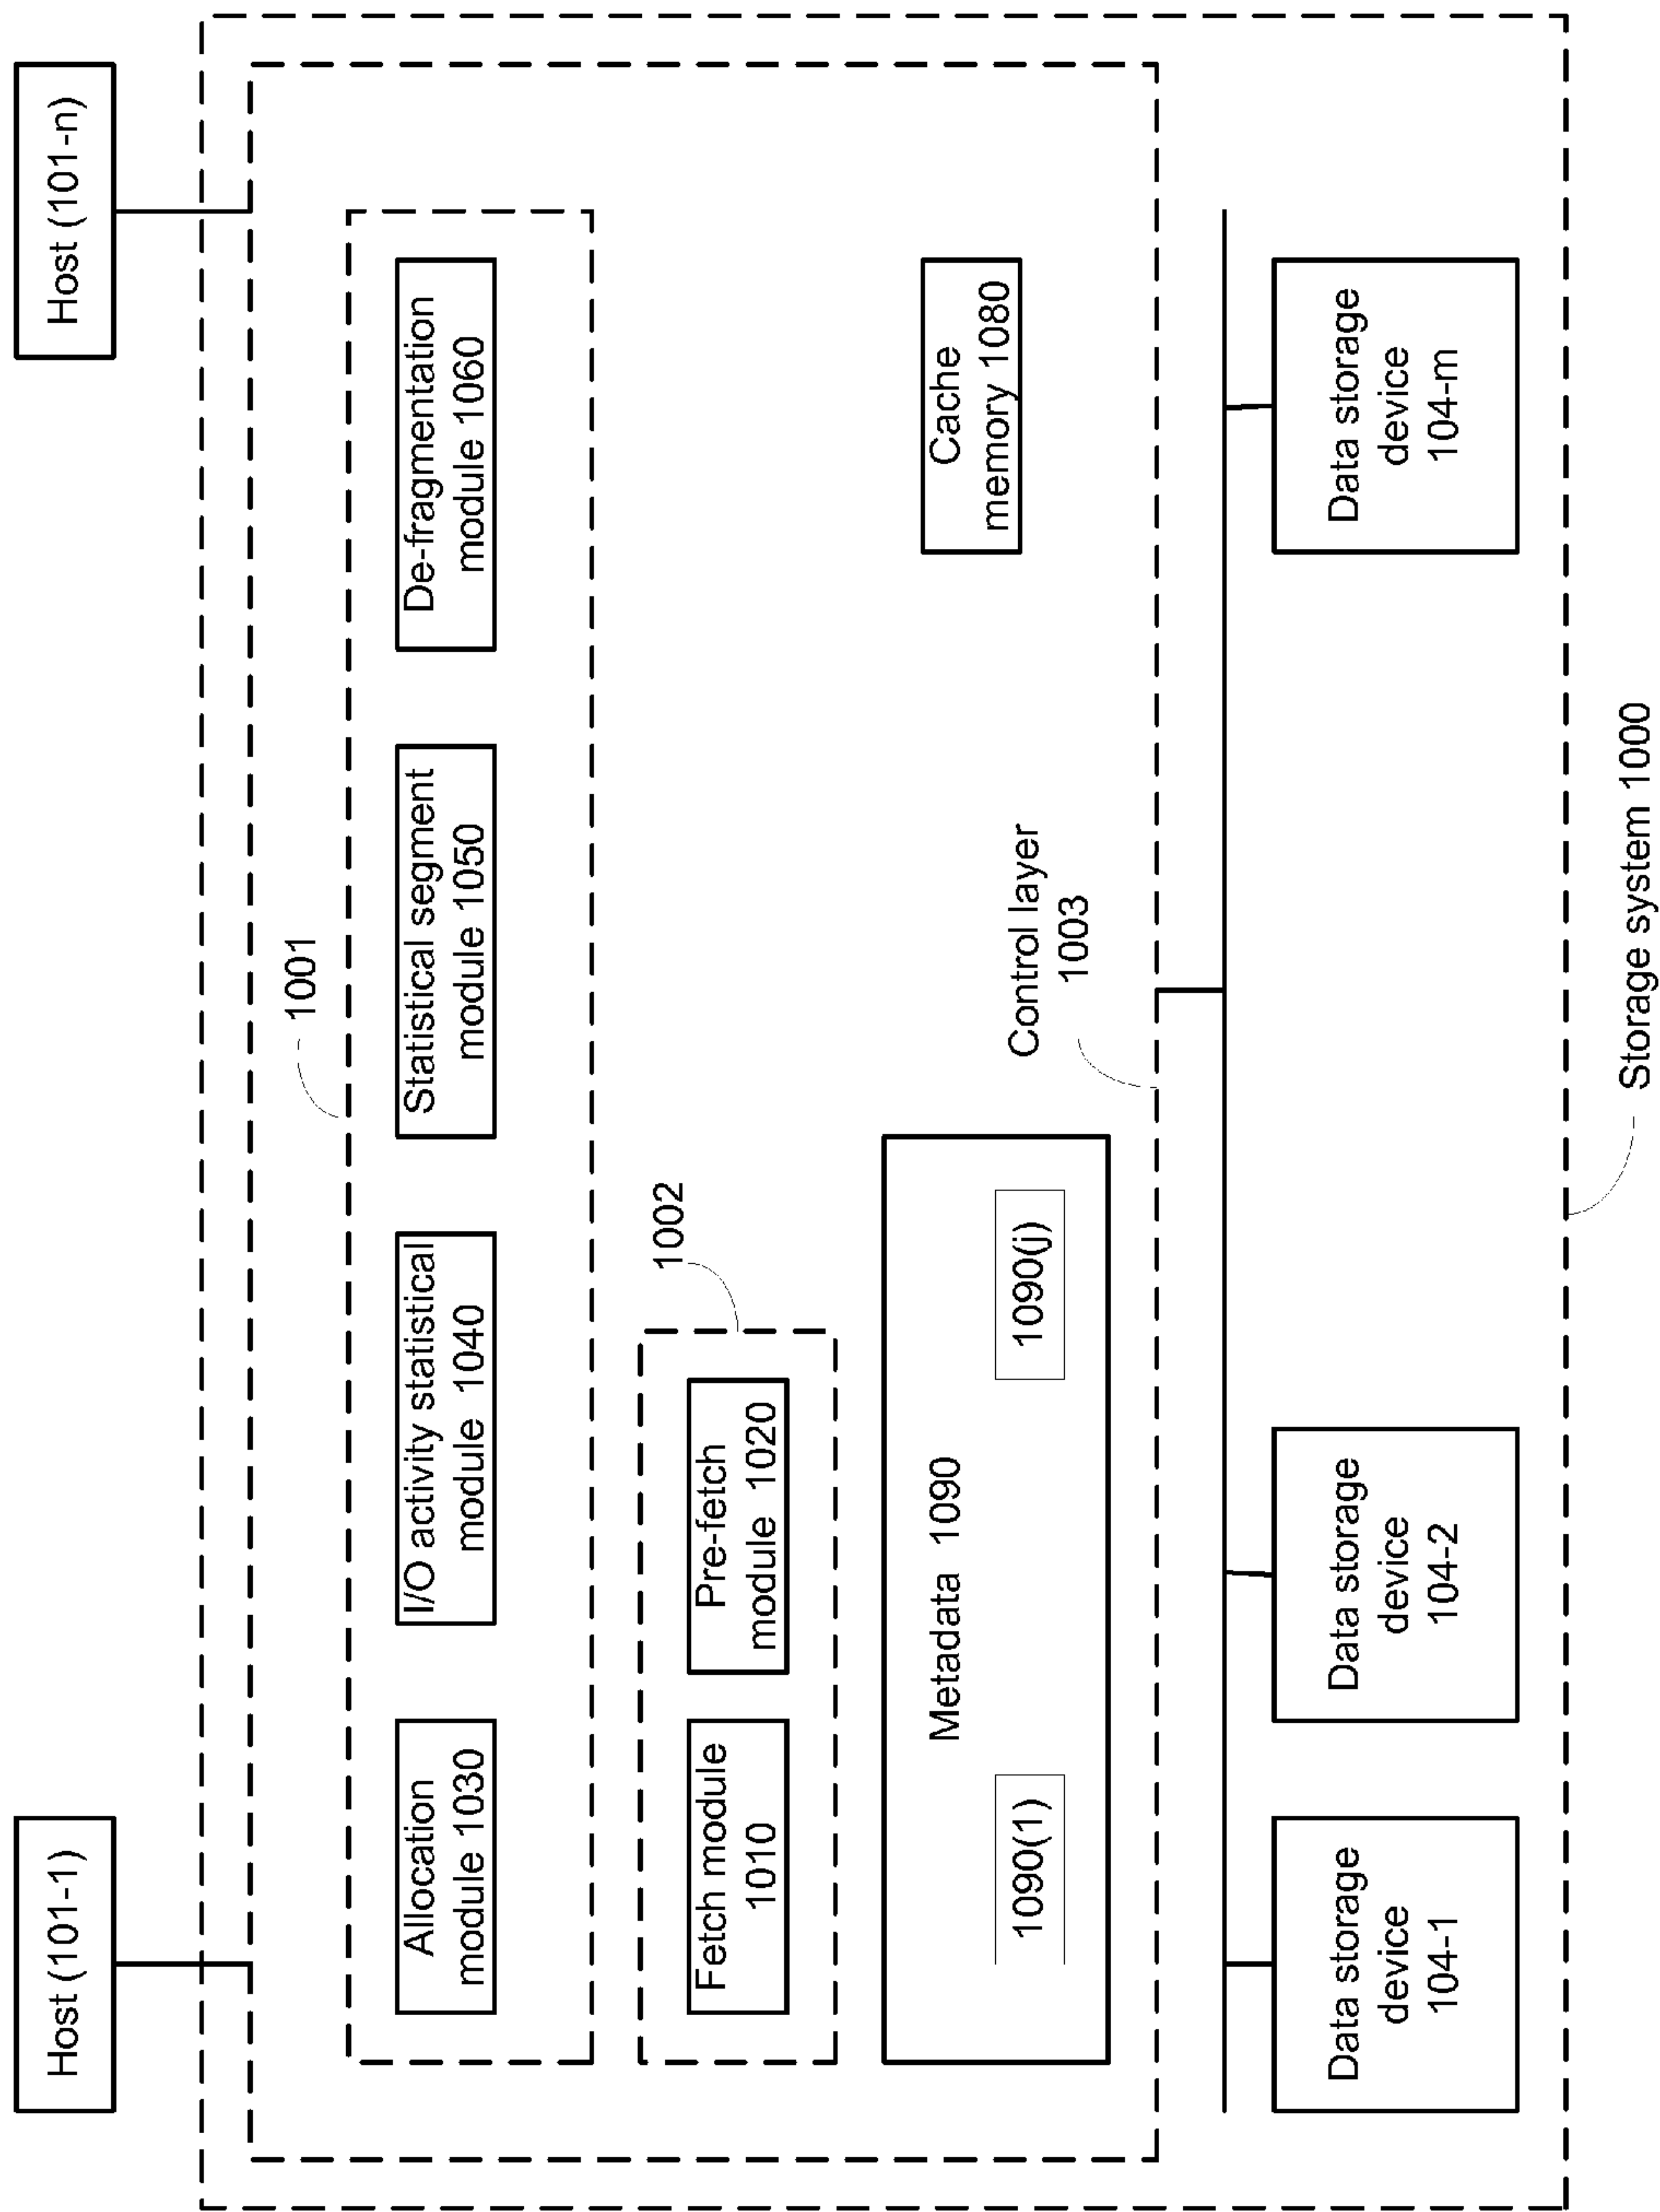 Host (101-1)
Host (101-n)
1001
Allocation
module 1030
I/O activity statistical
module 1040
Statistical segment
module 1050
De-fragmentation
module 1060
1002
Fetch module
1010
Pre-fetch
module 1020
Metadata 1090
1090(1)
1090(j)
Cache
memory 1080
Control layer
1003
Data storage
device
104-1
Data storage
device
104-2
Data storage
device
104-m
Storage system 1000